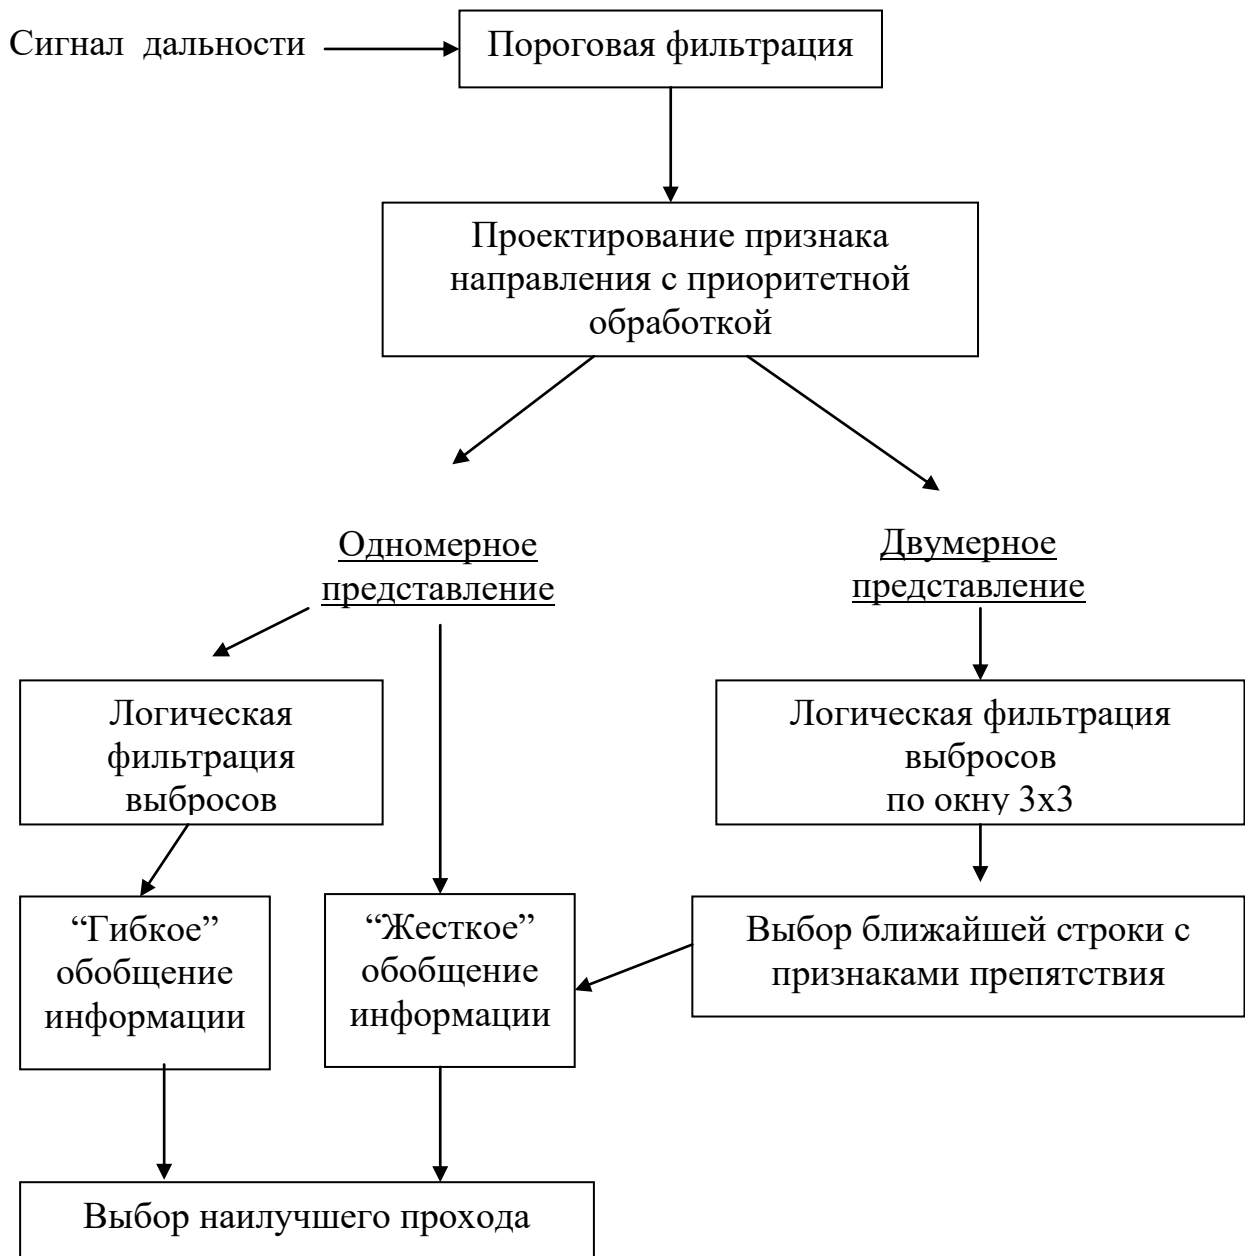 Сигнал дальности
Пороговая фильтрация
Проектирование признака
направления с приоритетной
обработкой
Одномерное
представление
Двумерное
представление
Логическая
фильтрация
выбросов
Логическая фильтрация
выбросов
по окну 3х3
“Гибкое”
обобщение
информации
“Жесткое”
обобщение
информации
Выбор ближайшей строки с
признаками препятствия
Выбор наилучшего прохода